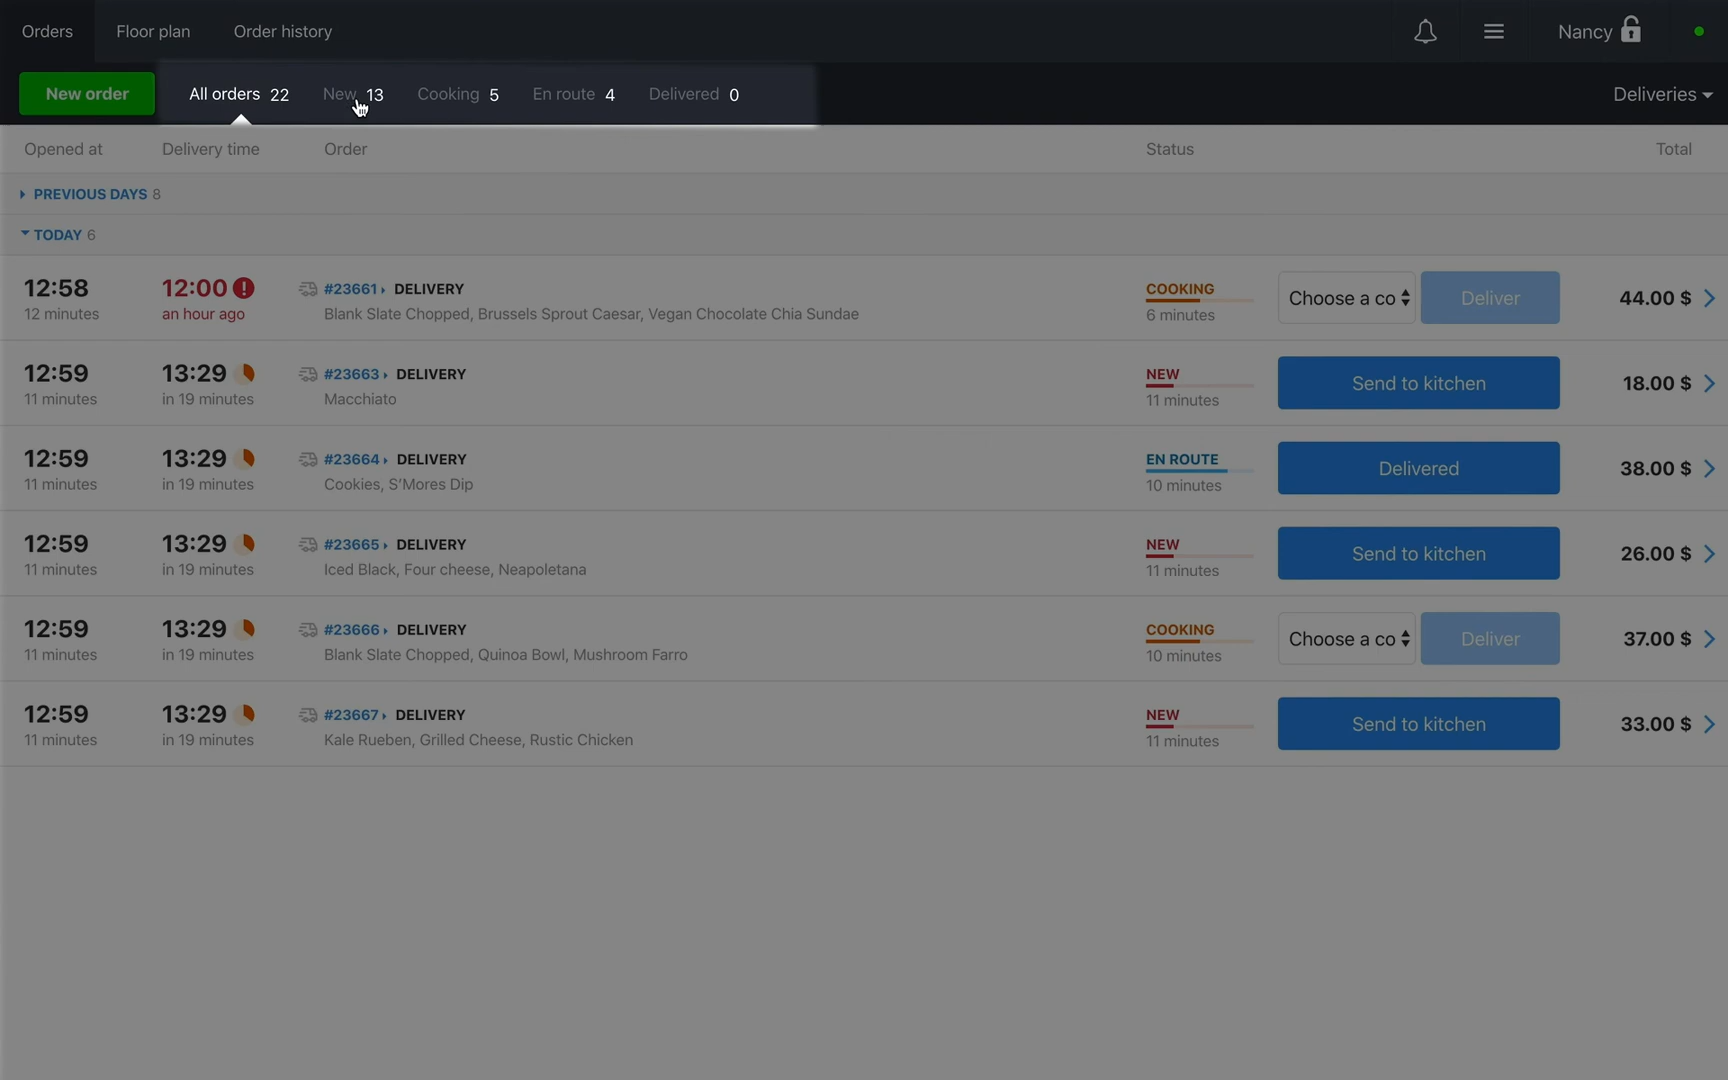 Orders Floor plan Order history Nancy
New order All orders 22 New 13 Cooking 5 En route 4 Delivered 0 Deliveries
Opened at Delivery time Order Status Total
PREVIOUS DAYS 8
TODAY 6
12:58 12:00 #23661 DELIVERY COOKING Choose a co Deliver 44.00 $
12 minutes an hour ago Blank Slate Chopped, Brussels Sprout Caesar, Vegan Chocolate Chia Sundae 6 minutes
12:59 13:29 #23663 DELIVERY NEW Send to kitchen 18.00 $
11 minutes in 19 minutes Macchiato 11 minutes
12:59 13:29 #23664 DELIVERY EN ROUTE Delivered 38.00 $
11 minutes in 19 minutes Cookies, S’Mores Dip 10 minutes
12:59 13:29 #23665 DELIVERY NEW Send to kitchen 26.00 $
11 minutes in 19 minutes Iced Black, Four cheese, Neapoletana 11 minutes
12:59 13:29 #23666 DELIVERY COOKING Choose a co Deliver 37.00 $
11 minutes in 19 minutes Blank Slate Chopped, Quinoa Bowl, Mushroom Farro 10 minutes
12:59 13:29 #23667 DELIVERY NEW Send to kitchen 33.00 $
11 minutes in 19 minutes Kale Rueben, Grilled Cheese, Rustic Chicken 11 minutes